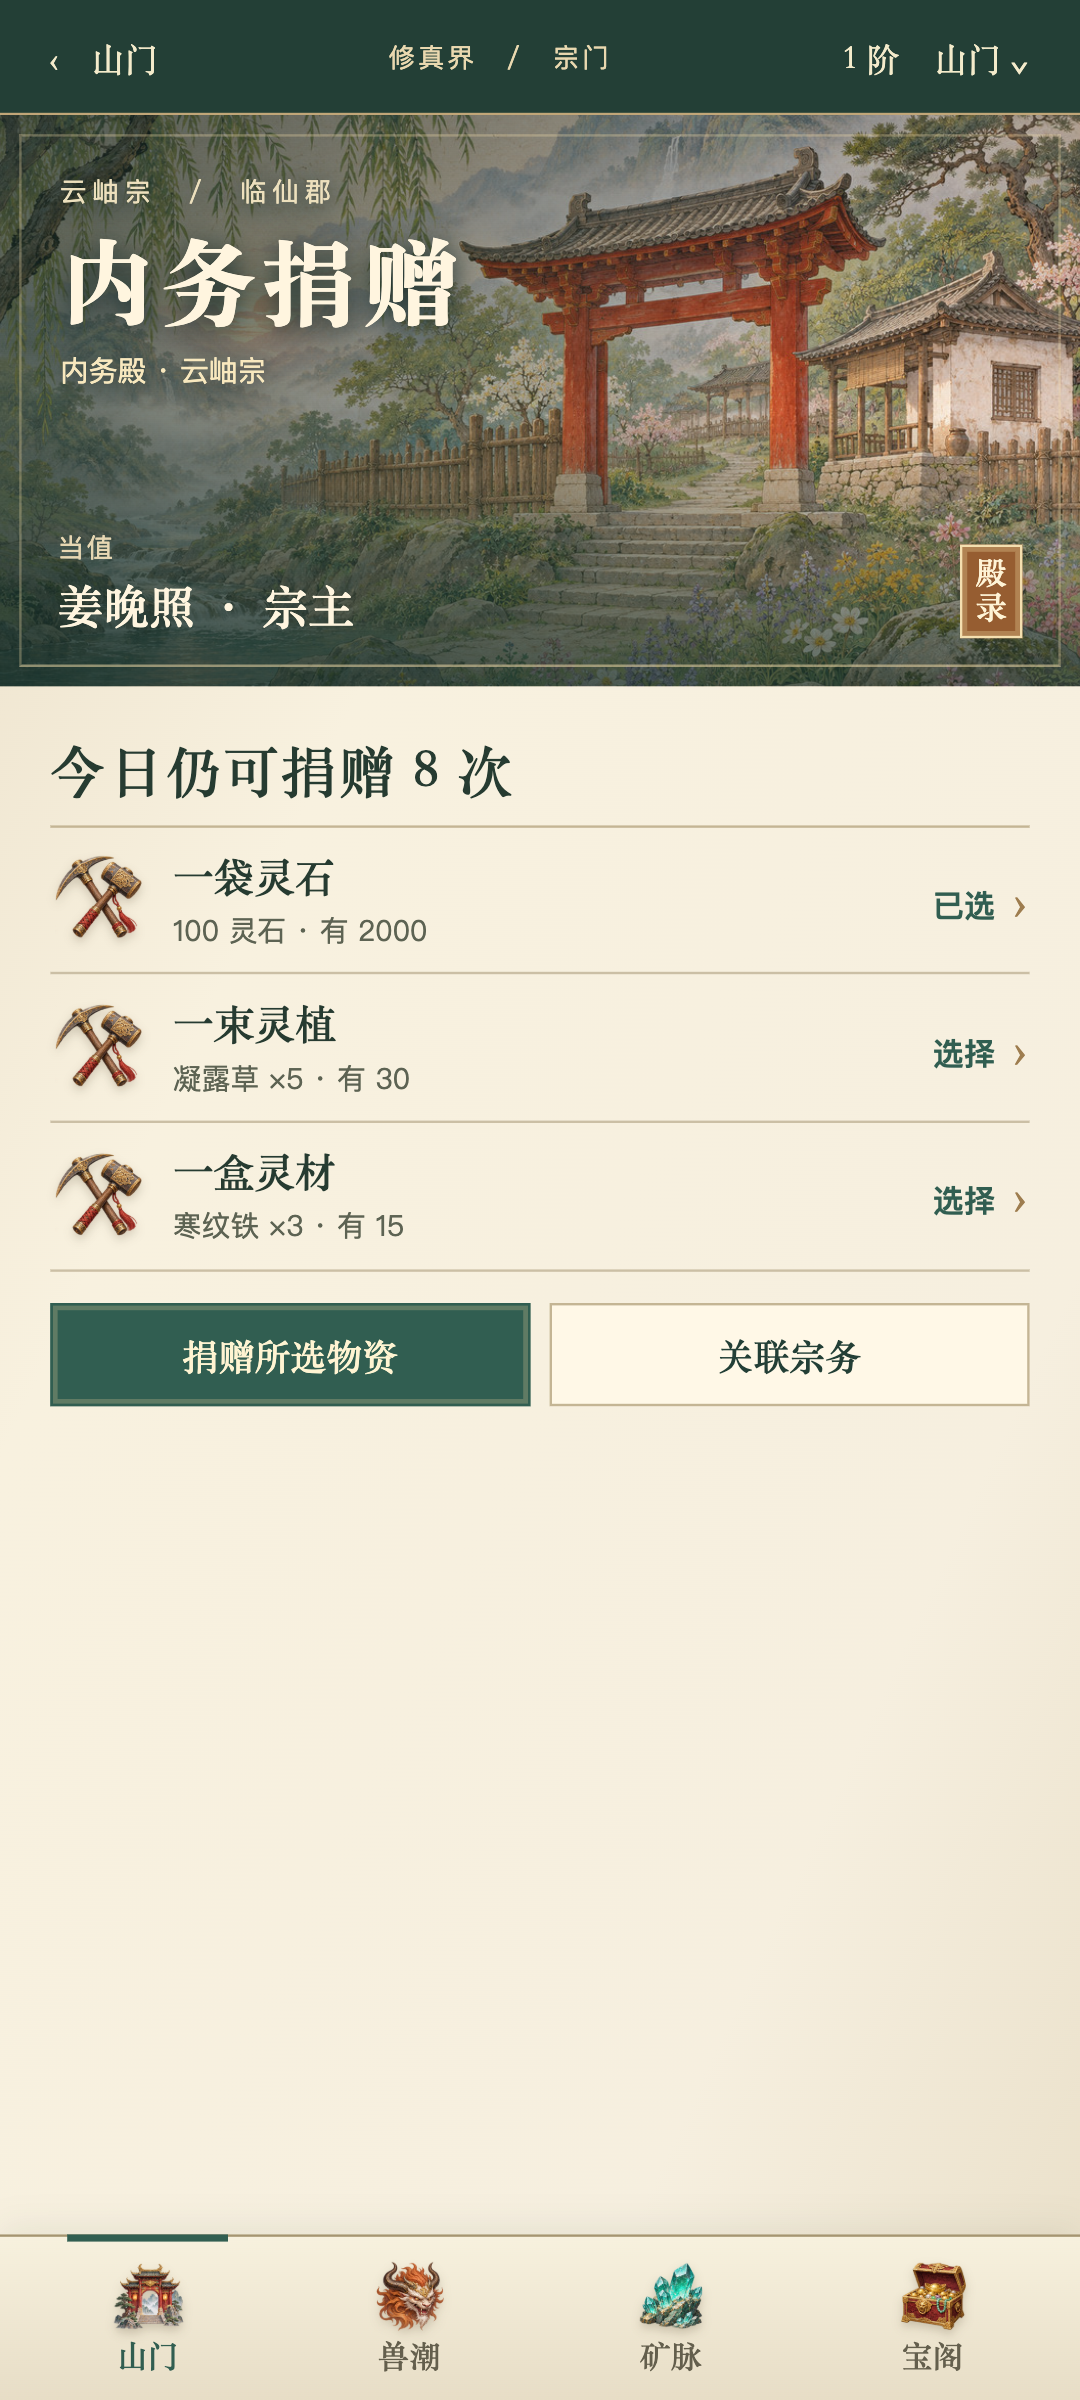 ‹ 山门 修真界 / 宗门 1 阶 山门
云岫宗 / 临仙郡
内务捐赠
内务殿 · 云岫宗
当值
姜晚照 · 宗主
殿录
今日仍可捐赠 8 次
一袋灵石
100 灵石 · 有 2000
已选 ›
一束灵植
凝露草 ×5 · 有 30
选择 ›
一盒灵材
寒纹铁 ×3 · 有 15
选择 ›
捐赠所选物资 关联宗务
山门 兽潮 矿脉 宝阁